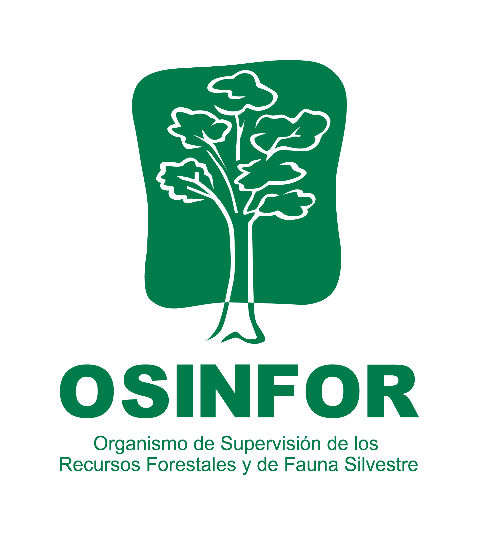 OSINFOR
Organismo de Supervisión de los
Recursos Forestales y de Fauna Silvestre